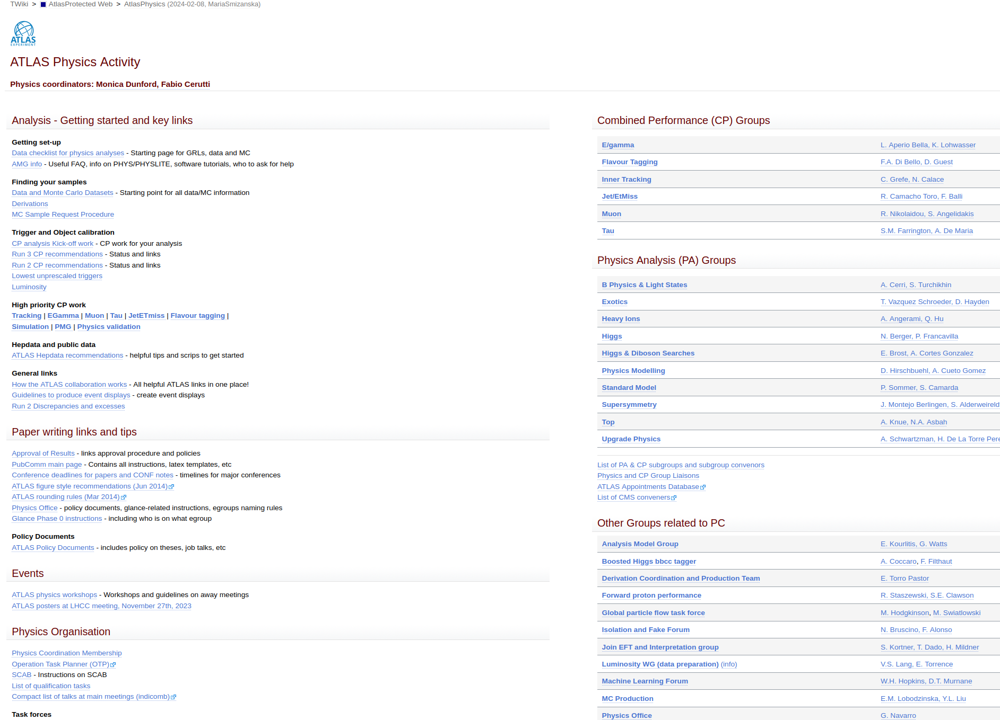 TWiki > AtlasProtected Web > AtlasPhysics (2024-02-08, MariaSmizanska)
ATLAS
EXPERIMENT
ATLAS Physics Activity
Physics coordinators: Monica Dunford, Fabio Cerutti
Analysis - Getting started and key links
Getting set-up
Data checklist for physics analyses - Starting page for GRLs, data and MC
AMG info - Useful FAQ, info on PHYS/PHYSLITE, software tutorials, who to ask for help
Finding your samples
Data and Monte Carlo Datasets - Starting point for all data/MC information
Derivations
MC Sample Request Procedure
Trigger and Object calibration
CP analysis Kick-off work - CP work for your analysis
Run 3 CP recommendations - Status and links
Run 2 CP recommendations - Status and links
Lowest unprescaled triggers
Luminosity
High priority CP work
Tracking | EGamma | Muon | Tau | JetETmiss | Flavour tagging |
Simulation | PMG | Physics validation
Hepdata and public data
ATLAS Hepdata recommendations - helpful tips and scrips to get started
General links
How the ATLAS collaboration works - All helpful ATLAS links in one place!
Guidelines to produce event displays - create event displays
Run 2 Discrepancies and excesses
Paper writing links and tips
Approval of Results - links approval procedure and policies
PubComm main page - Contains all instructions, latex templates, etc
Conference deadlines for papers and CONF notes - timelines for major conferences
ATLAS figure style recommendations (Jun 2014)
ATLAS rounding rules (Mar 2014)
Physics Office - policy documents, glance-related instructions, egroups naming rules
Glance Phase 0 instructions - including who is on what egroup
Policy Documents
ATLAS Policy Documents - includes policy on theses, job talks, etc
Events
ATLAS physics workshops - Workshops and guidelines on away meetings
ATLAS posters at LHCC meeting, November 27th, 2023
Physics Organisation
Physics Coordination Membership
Operation Task Planner (OTP)
SCAB - Instructions on SCAB
List of qualification tasks
Compact list of talks at main meetings (indicomb)
Task forces
Combined Performance (CP) Groups
E/gamma L. Aperio Bella, K. Lohwasser
Flavour Tagging F.A. Di Bello, D. Guest
Inner Tracking C. Grefe, N. Calace
Jet/EtMiss R. Camacho Toro, F. Balli
Muon R. Nikolaidou, S. Angelidakis
Tau S.M. Farrington, A. De Maria
Physics Analysis (PA) Groups
B Physics & Light States A. Cerri, S. Turchikhin
Exotics T. Vazquez Schroeder, D. Hayden
Heavy Ions A. Angerami, Q. Hu
Higgs N. Berger, P. Francavilla
Higgs & Diboson Searches E. Brost, A. Cortes Gonzalez
Physics Modelling D. Hirschbuehl, A. Cueto Gomez
Standard Model P. Sommer, S. Camarda
Supersymmetry J. Montejo Berlingen, S. Alderweireld
Top A. Knue, N.A. Asbah
Upgrade Physics A. Schwartzman, H. De La Torre Pere
List of PA & CP subgroups and subgroup convenors
Physics and CP Group Liaisons
ATLAS Appointments Database
List of CMS conveners
Other Groups related to PC
Analysis Model Group E. Kourlitis, G. Watts
Boosted Higgs bbcc tagger A. Coccaro, F. Filthaut
Derivation Coordination and Production Team E. Torro Pastor
Forward proton performance R. Staszewski, S.E. Clawson
Global particle flow task force M. Hodgkinson, M. Swiatlowski
Isolation and Fake Forum N. Bruscino, F. Alonso
Join EFT and Interpretation group S. Kortner, T. Dado, H. Mildner
Luminosity WG (data preparation) (info) V.S. Lang, E. Torrence
Machine Learning Forum W.H. Hopkins, D.T. Murnane
MC Production E.M. Lobodzinska, Y.L. Liu
Physics Office G. Navarro